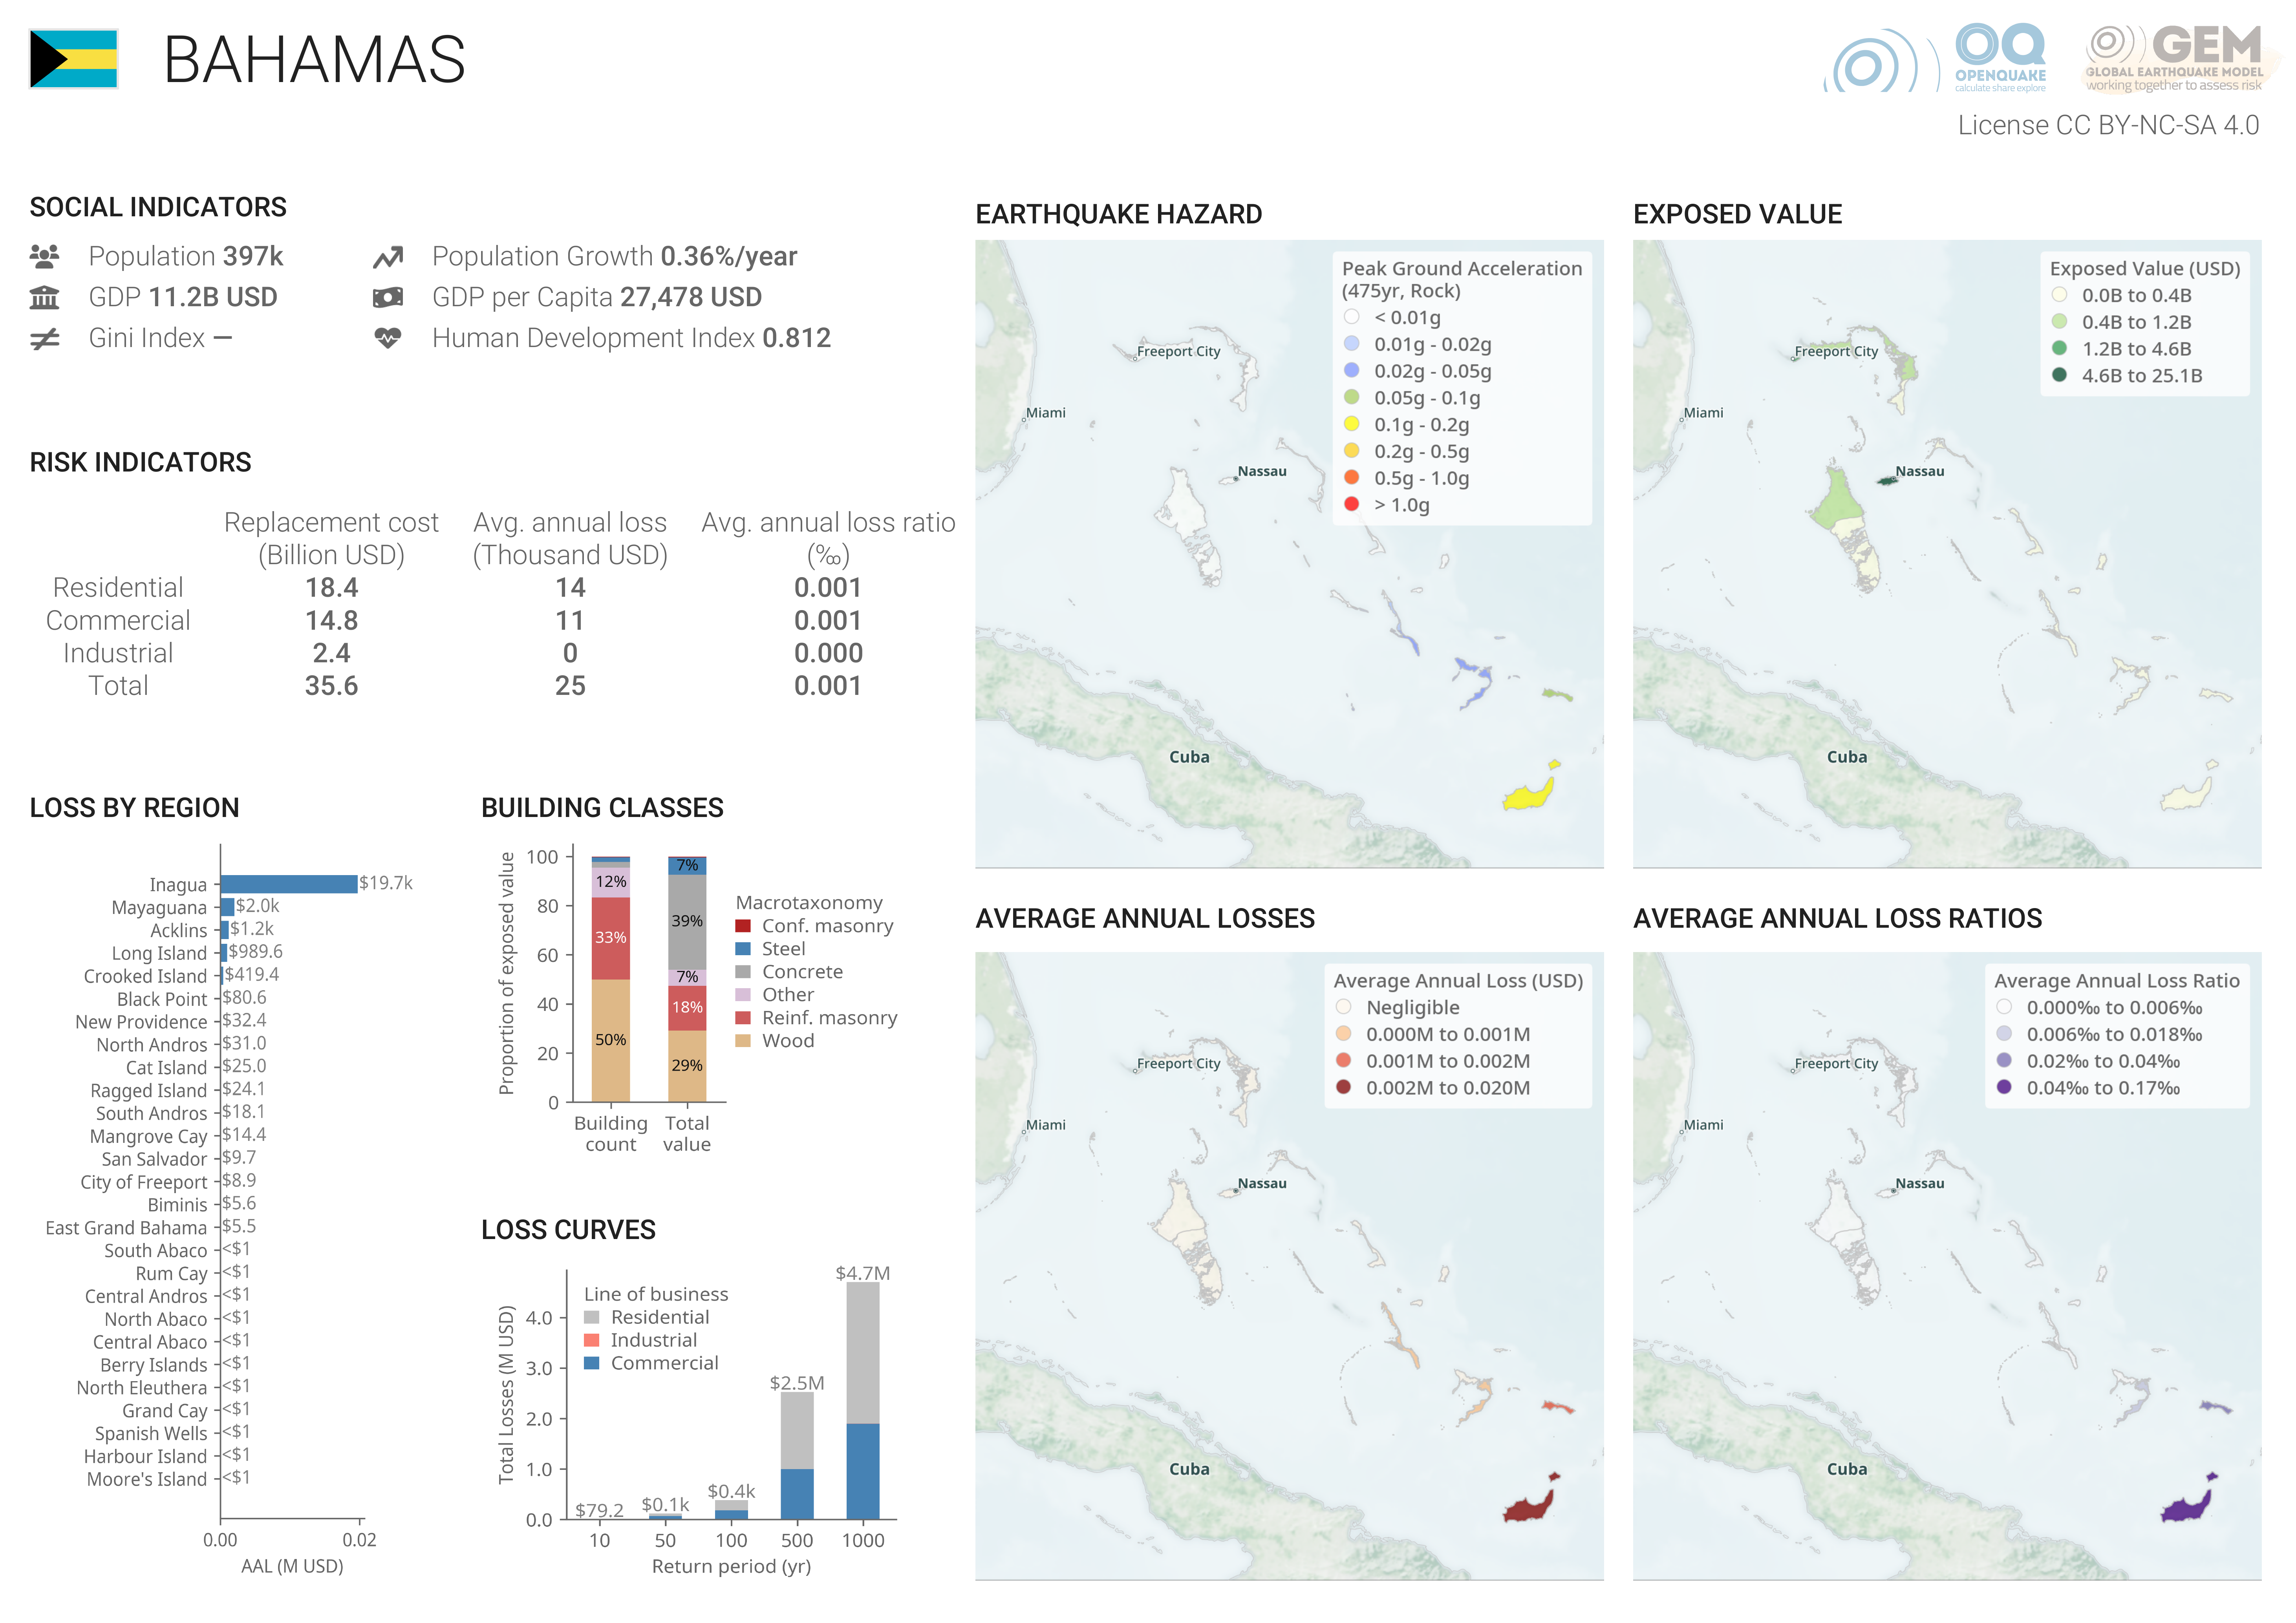 BAHAMAS
OQ
OPENQUAKE
calculate share explore
GEM
GLOBAL EARTHQUAKE MODEL
working together to assess risk
License CC BY-NC-SA 4.0
SOCIAL INDICATORS
Population 397k
Population Growth 0.36%/year
GDP 11.2B USD
GDP per Capita 27,478 USD
Gini Index —
Human Development Index 0.812
RISK INDICATORS
Replacement cost Avg. annual loss Avg. annual loss ratio
(Billion USD) (Thousand USD) (‰)
Residential 18.4 14 0.001
Commercial 14.8 11 0.001
Industrial 2.4 0 0.000
Total 35.6 25 0.001
LOSS BY REGION
Inagua $19.7k
Mayaguana $2.0k
Acklins $1.2k
Long Island $989.6
Crooked Island $419.4
Black Point $80.6
New Providence $32.4
North Andros $31.0
Cat Island $25.0
Ragged Island $24.1
South Andros $18.1
Mangrove Cay $14.4
San Salvador $9.7
City of Freeport $8.9
Biminis $5.6
East Grand Bahama $5.5
South Abaco <$1
Rum Cay <$1
Central Andros <$1
North Abaco <$1
Central Abaco <$1
Berry Islands <$1
North Eleuthera <$1
Grand Cay <$1
Spanish Wells <$1
Harbour Island <$1
Moore's Island <$1
0.00 0.02
AAL (M USD)
BUILDING CLASSES
Proportion of exposed value
100
80
60
40
20
0
12%
33%
50%
7%
39%
7%
18%
29%
Building count
Total value
Macrotaxonomy
Conf. masonry
Steel
Concrete
Other
Reinf. masonry
Wood
LOSS CURVES
Total Losses (M USD)
4.0
3.0
2.0
1.0
0.0
Line of business
Residential
Industrial
Commercial
$79.2
$0.1k
$0.4k
$2.5M
$4.7M
10 50 100 500 1000
Return period (yr)
EARTHQUAKE HAZARD
Peak Ground Acceleration
(475yr, Rock)
< 0.01g
0.01g - 0.02g
0.02g - 0.05g
0.05g - 0.1g
0.1g - 0.2g
0.2g - 0.5g
0.5g - 1.0g
> 1.0g
Freeport City
Miami
Nassau
Cuba
EXPOSED VALUE
Exposed Value (USD)
0.0B to 0.4B
0.4B to 1.2B
1.2B to 4.6B
4.6B to 25.1B
Freeport City
Miami
Nassau
Cuba
AVERAGE ANNUAL LOSSES
Average Annual Loss (USD)
Negligible
0.000M to 0.001M
0.001M to 0.002M
0.002M to 0.020M
Freeport City
Miami
Nassau
Cuba
AVERAGE ANNUAL LOSS RATIOS
Average Annual Loss Ratio
0.000‰ to 0.006‰
0.006‰ to 0.018‰
0.02‰ to 0.04‰
0.04‰ to 0.17‰
Freeport City
Miami
Nassau
Cuba